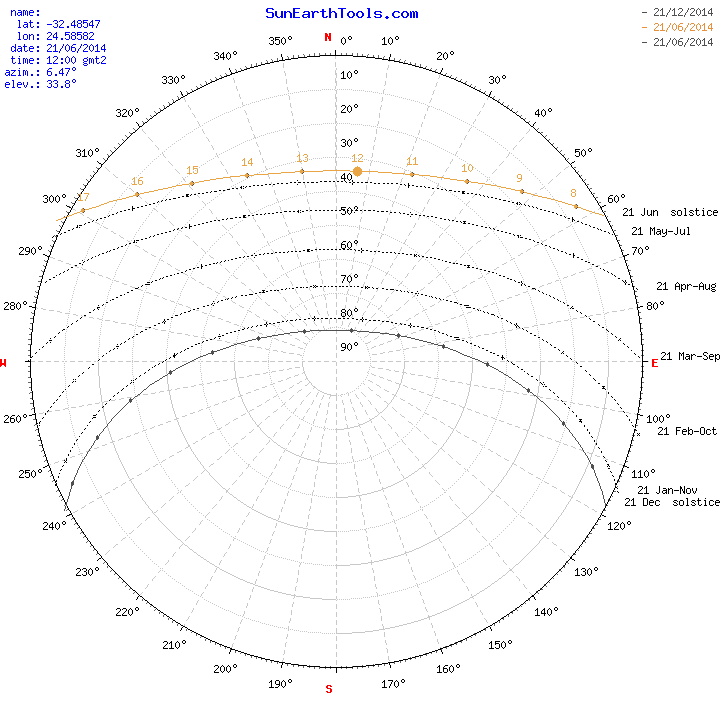 name:
lat: -32.48547
lon: 24.58582
date: 21/06/2014
time: 12:00 gmt2
azim.: 6.47°
elev.: 33.8°
SunEarthTools.com
- 21/12/2014
- 21/06/2014
- 21/06/2014
N
350° 0° 10°
340° 20°
330° 30°
320° 40°
310° 50°
300° 60°
290° 70°
280° 80°
W E
260° 100°
250° 110°
240° 120°
230° 130°
220° 140°
210° 150°
200° 160°
190° 170°
S
10°
20°
30°
40°
50°
60°
70°
80°
90°
17 16 15 14 13 12 11 10 9 8
21 Jun solstice
21 May-Jul
21 Apr-Aug
21 Mar-Sep
21 Feb-Oct
21 Jan-Nov
21 Dec solstice